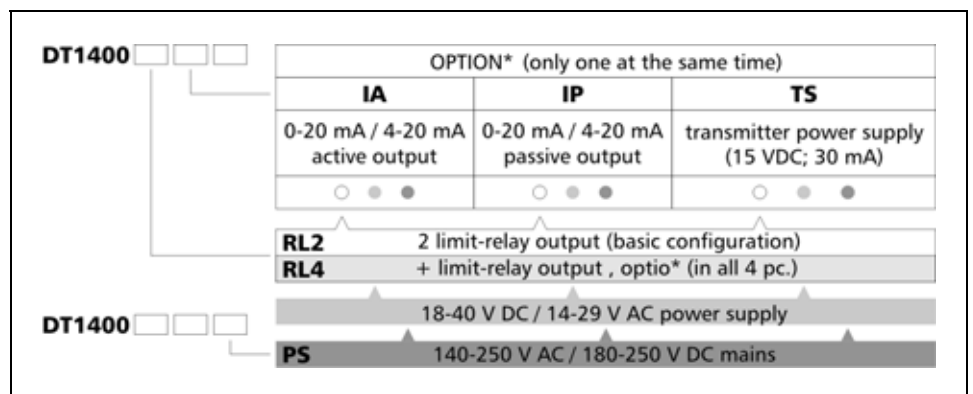 DT1400
OPTION* (only one at the same time)
IA IP TS
0-20 mA / 4-20 mA 0-20 mA / 4-20 mA transmitter power supply
active output passive output (15 VDC; 30 mA)
RL2 2 limit-relay output (basic configuration)
RL4 + limit-relay output , optio* (in all 4 pc.)
18-40 V DC / 14-29 V AC power supply
DT1400
PS 140-250 V AC / 180-250 V DC mains